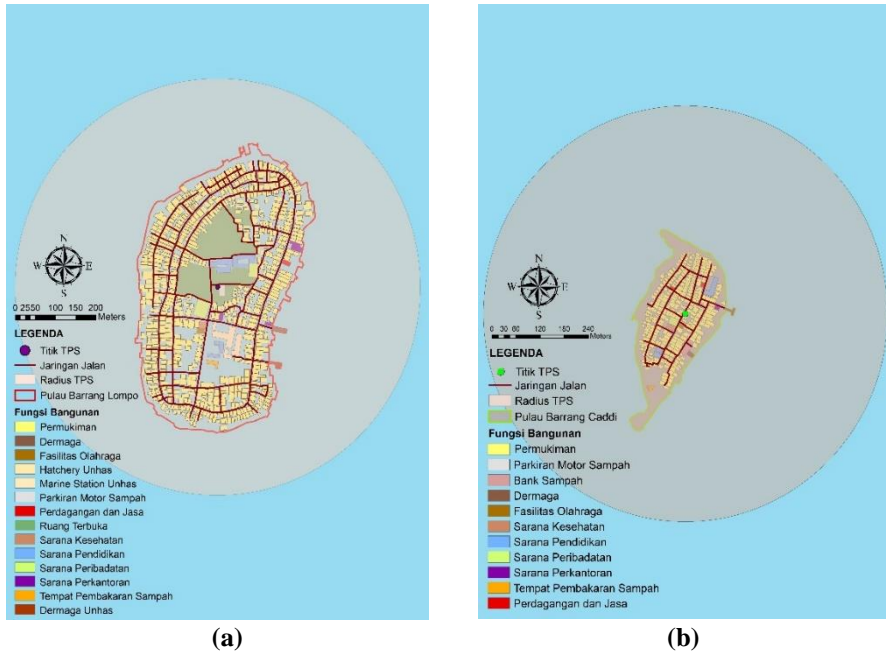 N
W E
S
0 2550 100 150 200
Meters
LEGENDA
Titik TPS
Jaringan Jalan
Radius TPS
Pulau Barrang Lompo
Fungsi Bangunan
Permukiman
Dermaga
Fasilitas Olahraga
Hatchery Unhas
Marine Station Unhas
Parkiran Motor Sampah
Perdagangan dan Jasa
Ruang Terbuka
Sarana Kesehatan
Sarana Pendidikan
Sarana Peribadatan
Sarana Perkantoran
Tempat Pembakaran Sampah
Dermaga Unhas
(a)
N
W E
S
0 30 60 120 180 240
Meters
LEGENDA
Titik TPS
Jaringan Jalan
Radius TPS
Pulau Barrang Caddi
Fungsi Bangunan
Permukiman
Parkiran Motor Sampah
Bank Sampah
Dermaga
Fasilitas Olahraga
Sarana Kesehatan
Sarana Pendidikan
Sarana Peribadatan
Sarana Perkantoran
Tempat Pembakaran Sampah
Perdagangan dan Jasa
(b)